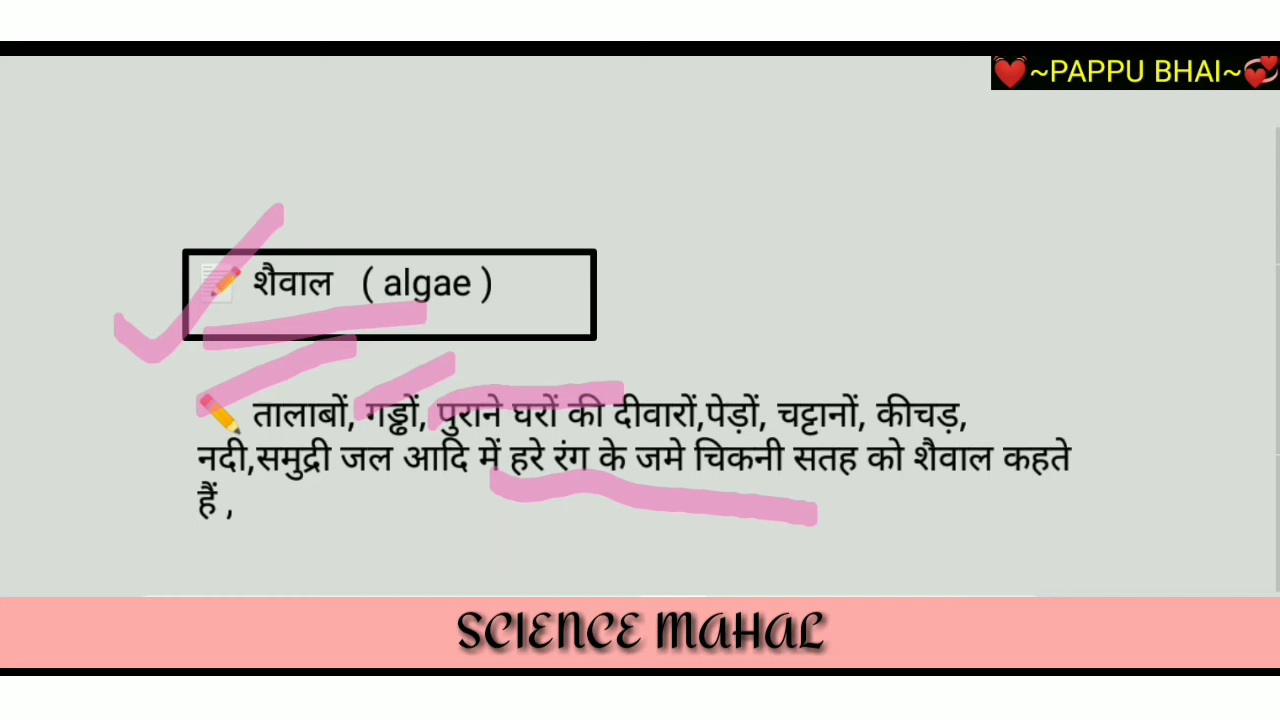 ~PAPPU BHAI~
शैवाल ( algae )
तालाबों, गड्ढों, पुराने घरों की दीवारों,पेड़ों, चट्टानों, कीचड़,
नदी,समुद्री जल आदि में हरे रंग के जमे चिकनी सतह को शैवाल कहते
हैं ,
SCIENCE MAHAL